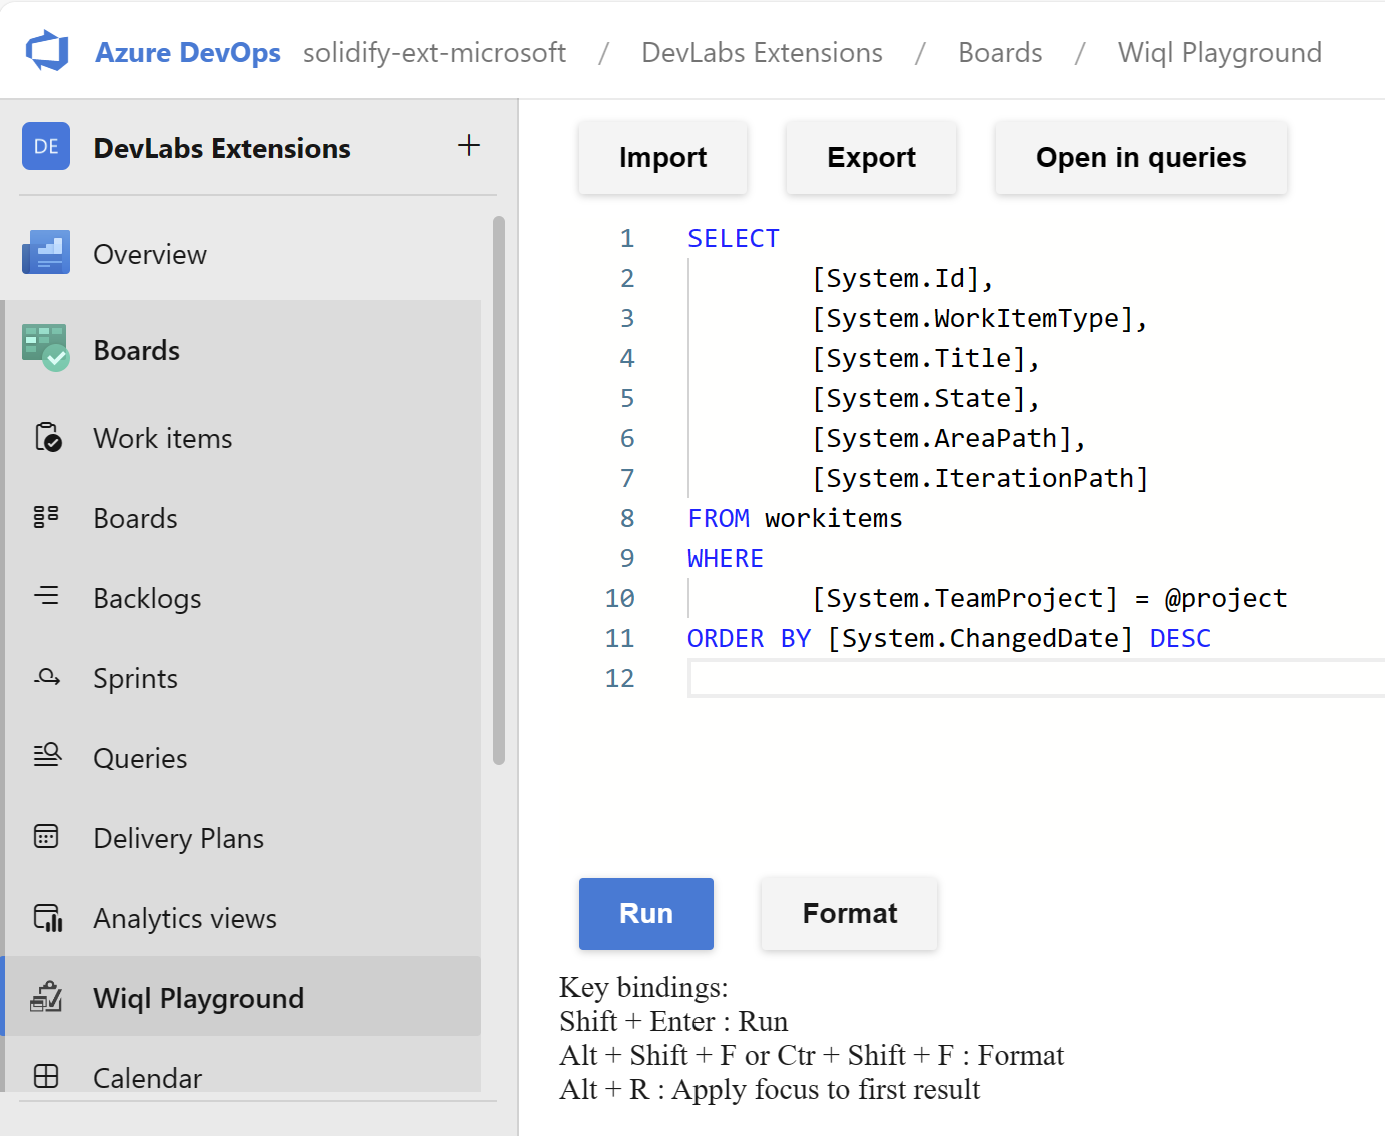 Azure DevOps solidify-ext-microsoft / DevLabs Extensions / Boards / Wiql Playground
DE DevLabs Extensions +
Overview
Boards
Work items
Boards
Backlogs
Sprints
Queries
Delivery Plans
Analytics views
Wiql Playground
Calendar
Import Export Open in queries
1 SELECT
2 [System.Id],
3 [System.WorkItemType],
4 [System.Title],
5 [System.State],
6 [System.AreaPath],
7 [System.IterationPath]
8 FROM workitems
9 WHERE
10 [System.TeamProject] = @project
11 ORDER BY [System.ChangedDate] DESC
12
Run Format
Key bindings:
Shift + Enter : Run
Alt + Shift + F or Ctr + Shift + F : Format
Alt + R : Apply focus to first result